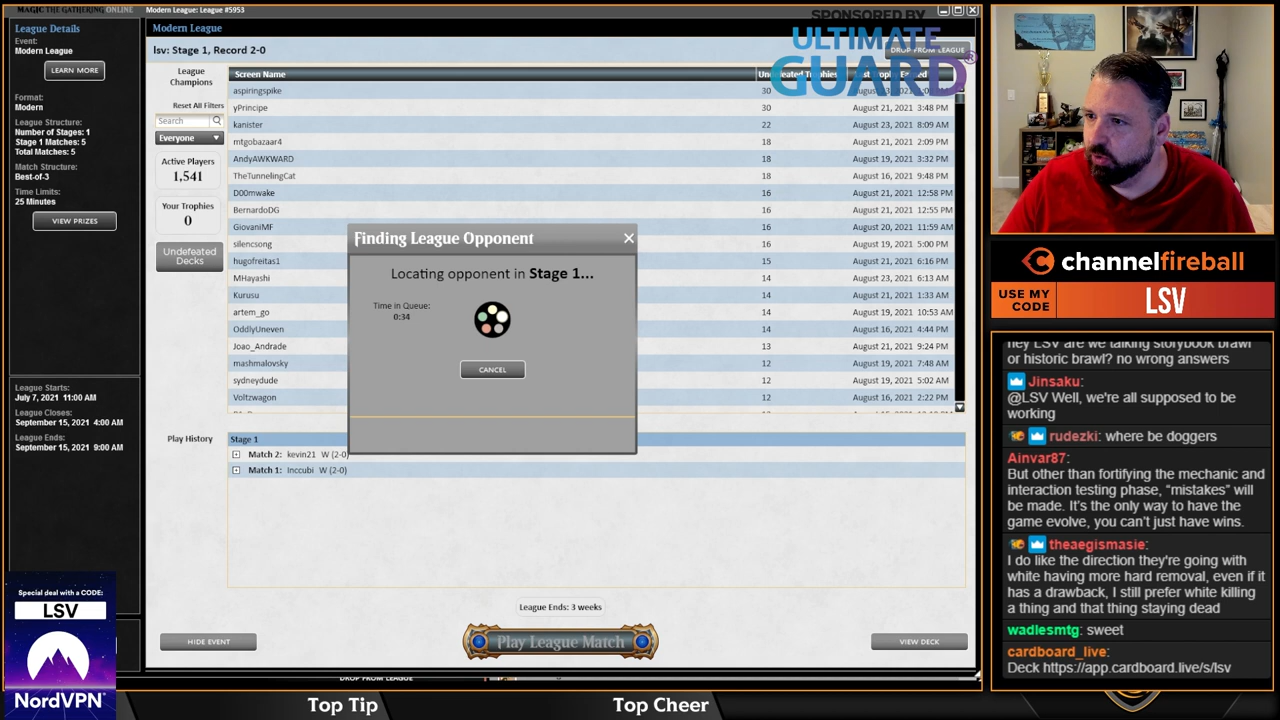 MAGIC THE GATHERING ONLINE
Modern League: League #5953
League Details
Event:
Modern League
LEARN MORE
Format:
Modern
League Structure:
Number of Stages: 1
Stage 1 Matches: 5
Total Matches: 5
Match Structure:
Best-of-3
Time Limits:
25 Minutes
VIEW PRIZES
League Starts:
July 7, 2021 11:00 AM
League Closes:
September 15, 2021 4:00 AM
League Ends:
September 15, 2021 9:00 AM
Modern League
lsv: Stage 1, Record 2-0
DROP FROM LEAGUE
SPONSORED BY
ULTIMATE
GUARD®
League
Champions
Reset All Filters
Search
Everyone
Active Players
1,541
Your Trophies
0
Undefeated
Decks
Screen Name
aspiringspike 30
yPrincipe 30 August 21, 2021 3:48 PM
kanister 22 August 23, 2021 8:09 AM
mtgobazaar4 18 August 21, 2021 2:09 PM
AndyAWKWARD 18 August 19, 2021 3:32 PM
TheTunnelingCat 18 August 16, 2021 9:48 PM
D00mwake 16 August 21, 2021 12:58 PM
BernardoDG 16 August 21, 2021 12:55 PM
GiovaniMF 16 August 20, 2021 11:59 AM
silencsong 16 August 19, 2021 5:00 PM
hugofreitas1 15 August 21, 2021 6:16 PM
MHayashi 14 August 23, 2021 6:13 AM
Kurusu 14 August 21, 2021 1:33 AM
artem_go 14 August 19, 2021 10:53 AM
OddlyUneven 14 August 16, 2021 4:44 PM
Joao_Andrade 13 August 21, 2021 9:24 PM
mashmalovsky 12 August 19, 2021 7:48 AM
sydneydude 12 August 19, 2021 5:02 AM
Voltzwagon 12 August 16, 2021 2:22 PM
Finding League Opponent
Locating opponent in Stage 1...
Time in Queue:
0:34
CANCEL
Play History
Stage 1
Match 2: kevin21 W (2-0)
Match 1: Inccubi W (2-0)
League Ends: 3 weeks
HIDE EVENT
Play League Match
VIEW DECK
DROP FROM LEAGUE
Special deal with a CODE:
LSV
NordVPN®
Top Tip
Top Cheer
channelfireball
USE MY
CODE
LSV
hey LSV are we talking storybook brawl
or historic brawl? no wrong answers
Jinsaku:
@LSV Well, we're all supposed to be
working
rudezki: where be doggers
Ainvar87:
But other than fortifying the mechanic and
interaction testing phase, “mistakes” will
be made. It’s the only way to have the
game evolve, you can’t just have wins.
theaegismasie:
I do like the direction they're going with
white having more hard removal, even if it
has a drawback, I still prefer white killing
a thing and that thing staying dead
wadlesmtg: sweet
cardboard_live:
Deck https://app.cardboard.live/s/lsv